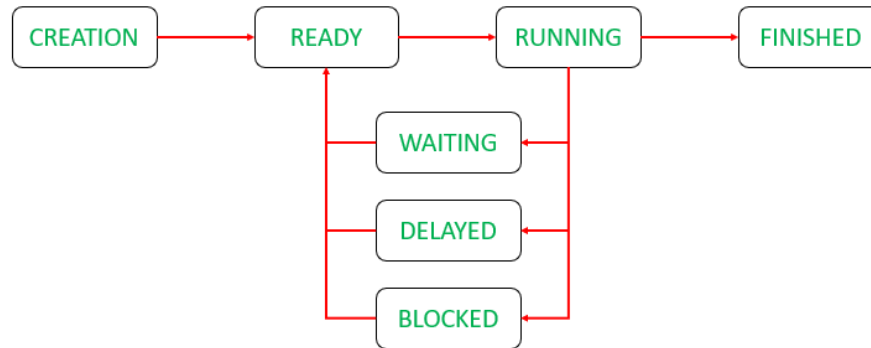 CREATION
READY
RUNNING
FINISHED
WAITING
DELAYED
BLOCKED